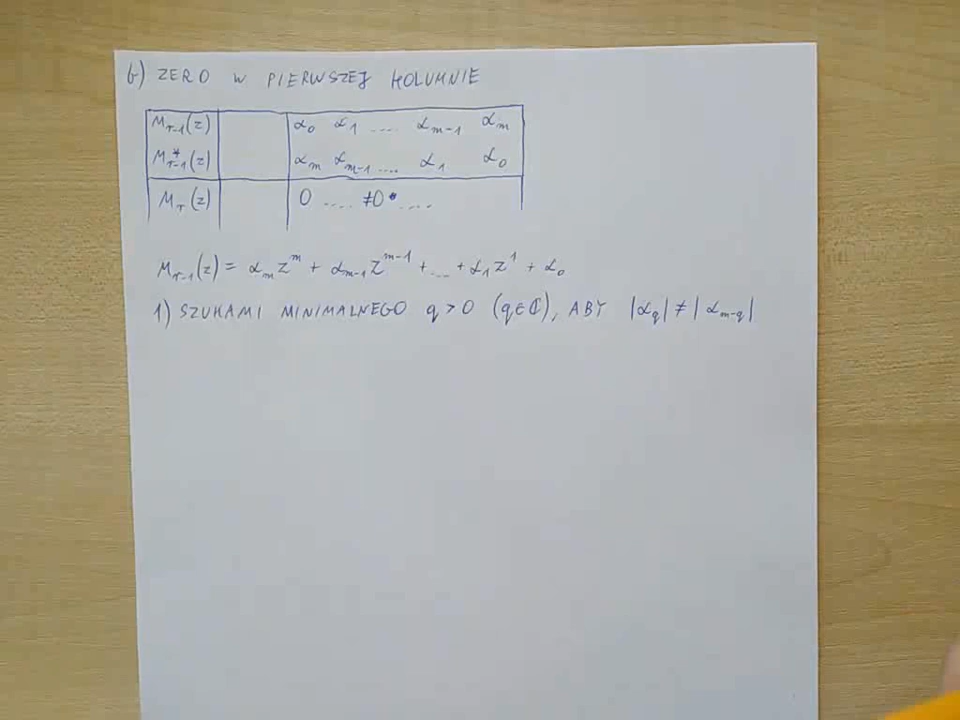 b) ZERO W PIERWSZEJ KOLUMNIE
M_{r-1}(z) α_0 α_1 .... α_{m-1} α_m
M^*_{r-1}(z) α_m α_{m-1} .... α_1 α_0
M_r(z) 0 .... ≠0 ....
M_{r-1}(z) = α_m z^m + α_{m-1} z^{m-1} + ... + α_1 z^1 + α_0
1) SZUKAMI MINIMALNEGO q > 0 (q∈ℂ), ABY |α_q| ≠ |α_{m-q}|